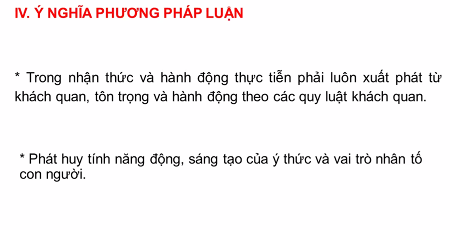 IV. Ý NGHĨA PHƯƠNG PHÁP LUẬN
* Trong nhận thức và hành động thực tiễn phải luôn xuất phát từ
khách quan, tôn trọng và hành động theo các quy luật khách quan.
* Phát huy tính năng động, sáng tạo của ý thức và vai trò nhân tố
con người.